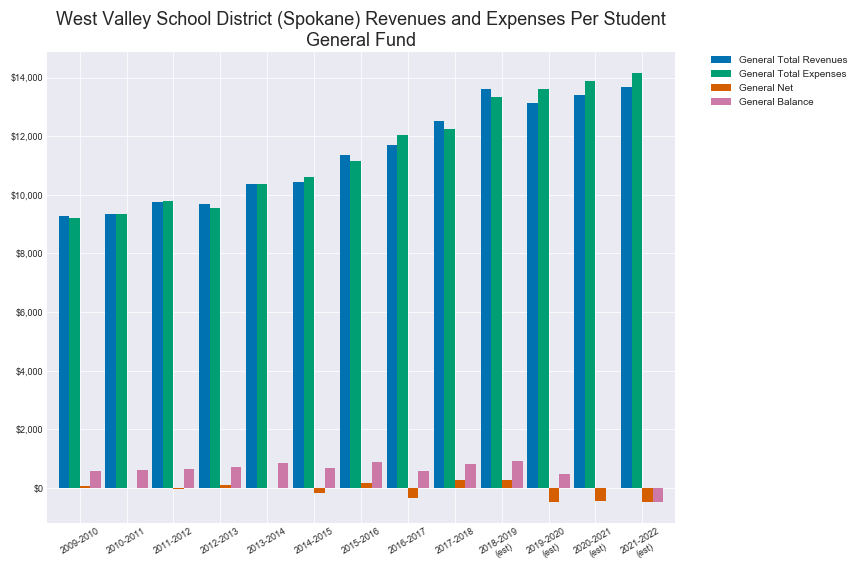 West Valley School District (Spokane) Revenues and Expenses Per Student
General Fund
General Total Revenues
General Total Expenses
General Net
General Balance
$14,000
$12,000
$10,000
$8,000
$6,000
$4,000
$2,000
$0
2009-2010
2010-2011
2011-2012
2012-2013
2013-2014
2014-2015
2015-2016
2016-2017
2017-2018
2018-2019
(est)
2019-2020
(est)
2020-2021
(est)
2021-2022
(est)